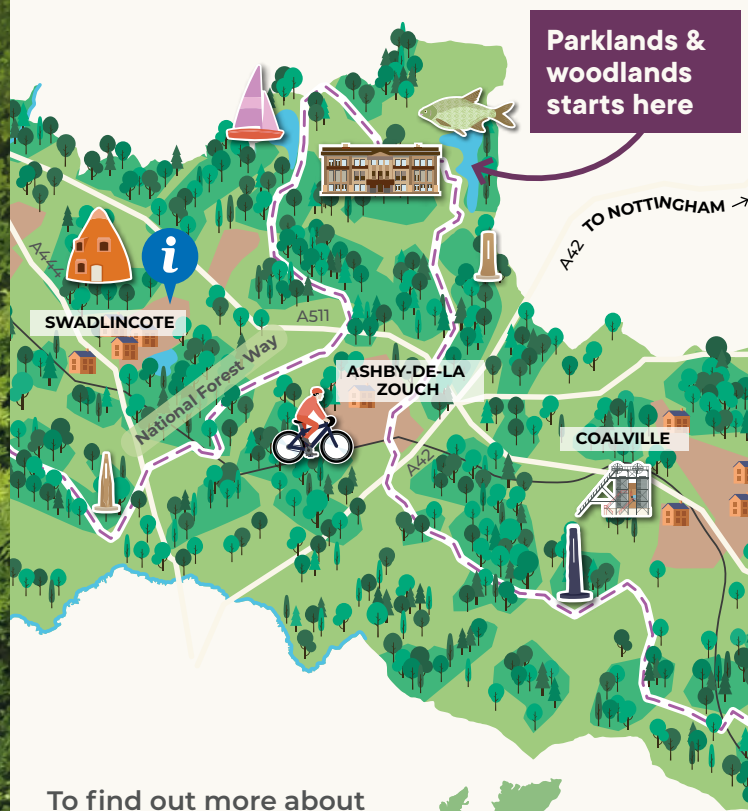 Parklands &
woodlands
starts here
A42 TO NOTTINGHAM
A444
i
SWADLINCOTE
A511
National Forest Way
ASHBY-DE-LA
ZOUCH
COALVILLE
A42
To find out more about